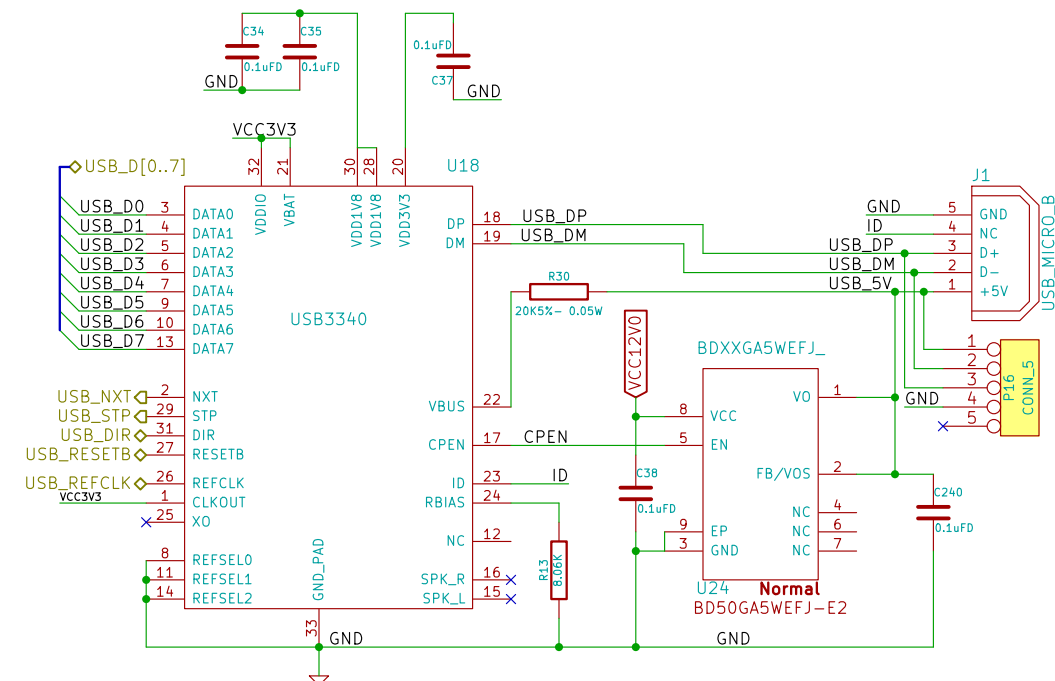 C34
C35
0.1uFD
0.1uFD
GND
0.1uFD
C37
GND
VCC3V3
32
21
30
28
20
U18
USB_D[0..7]
VDDIO
VBAT
VDD1V8
VDD1V8
VDD3V3
USB_D0 3 DATA0
USB_D1 4 DATA1
USB_D2 5 DATA2
USB_D3 6 DATA3
USB_D4 7 DATA4
USB_D5 9 DATA5
USB_D6 10 DATA6
USB_D7 13 DATA7
USB3340
DP 18 USB_DP
DM 19 USB_DM
R30
20K5%- 0.05W
J1
GND 5 GND
ID 4 NC
USB_DP 3 D+
USB_DM 2 D-
USB_5V 1 +5V
USB_MICRO_B
VCC12V0
BDXXGA5WEFJ_
1
2
3
GND 4
5
P16
CONN_5
USB_NXT 2 NXT
USB_STP 29 STP
USB_DIR 31 DIR
USB_RESETB 27 RESETB
USB_REFCLK 26 REFCLK
VCC3V3 1 CLKOUT
25 XO
8 REFSEL0
11 REFSEL1
14 REFSEL2
GND_PAD
33
VBUS 22
CPEN 17 CPEN
ID 23 ID
RBIAS 24
NC 12
SPK_R 16
SPK_L 15
R13
8.06K
C38
0.1uFD
8 VCC
5 EN
9 EP
3 GND
VO 1
FB/VOS 2
NC 4
NC 6
NC 7
C240
0.1uFD
U24
Normal
BD50GA5WEFJ-E2
GND
GND